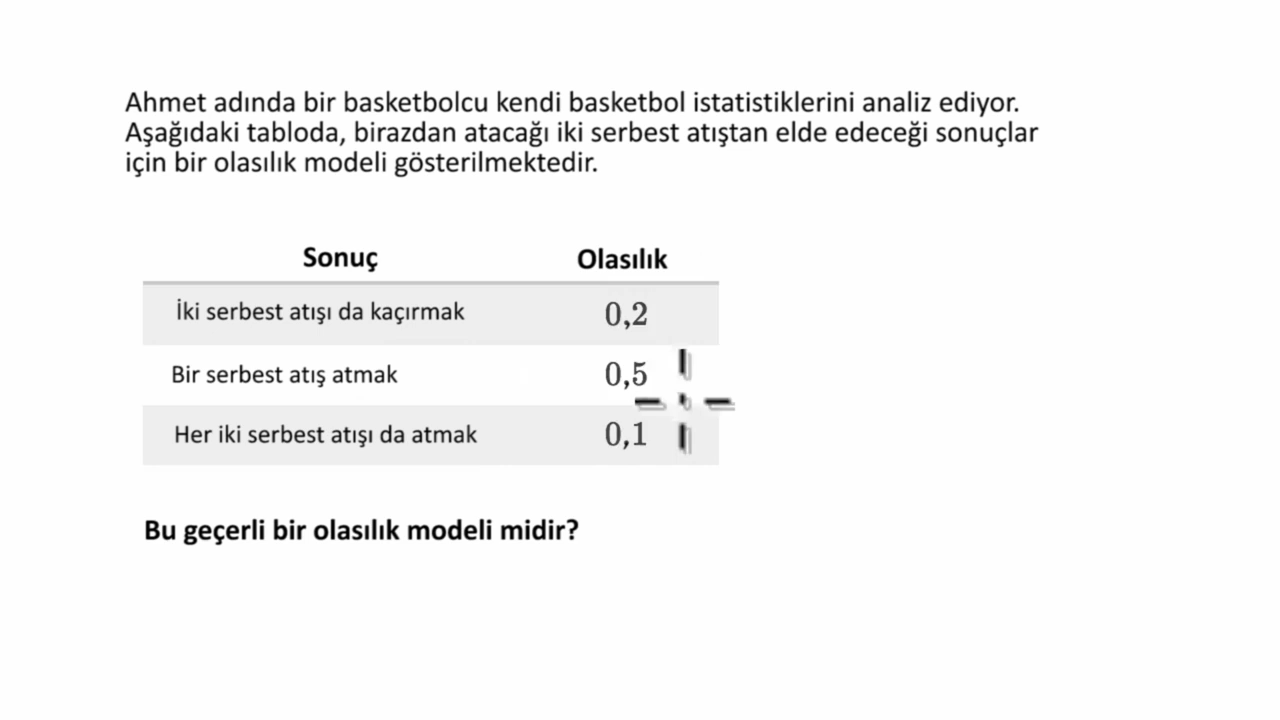 Ahmet adında bir basketbolcu kendi basketbol istatistiklerini analiz ediyor.
Aşağıdaki tabloda, birazdan atacağı iki serbest atıştan elde edeceği sonuçlar
için bir olasılık modeli gösterilmektedir.
Sonuç Olasılık
İki serbest atışı da kaçırmak 0,2
Bir serbest atış atmak 0,5
Her iki serbest atışı da atmak 0,1
Bu geçerli bir olasılık modeli midir?